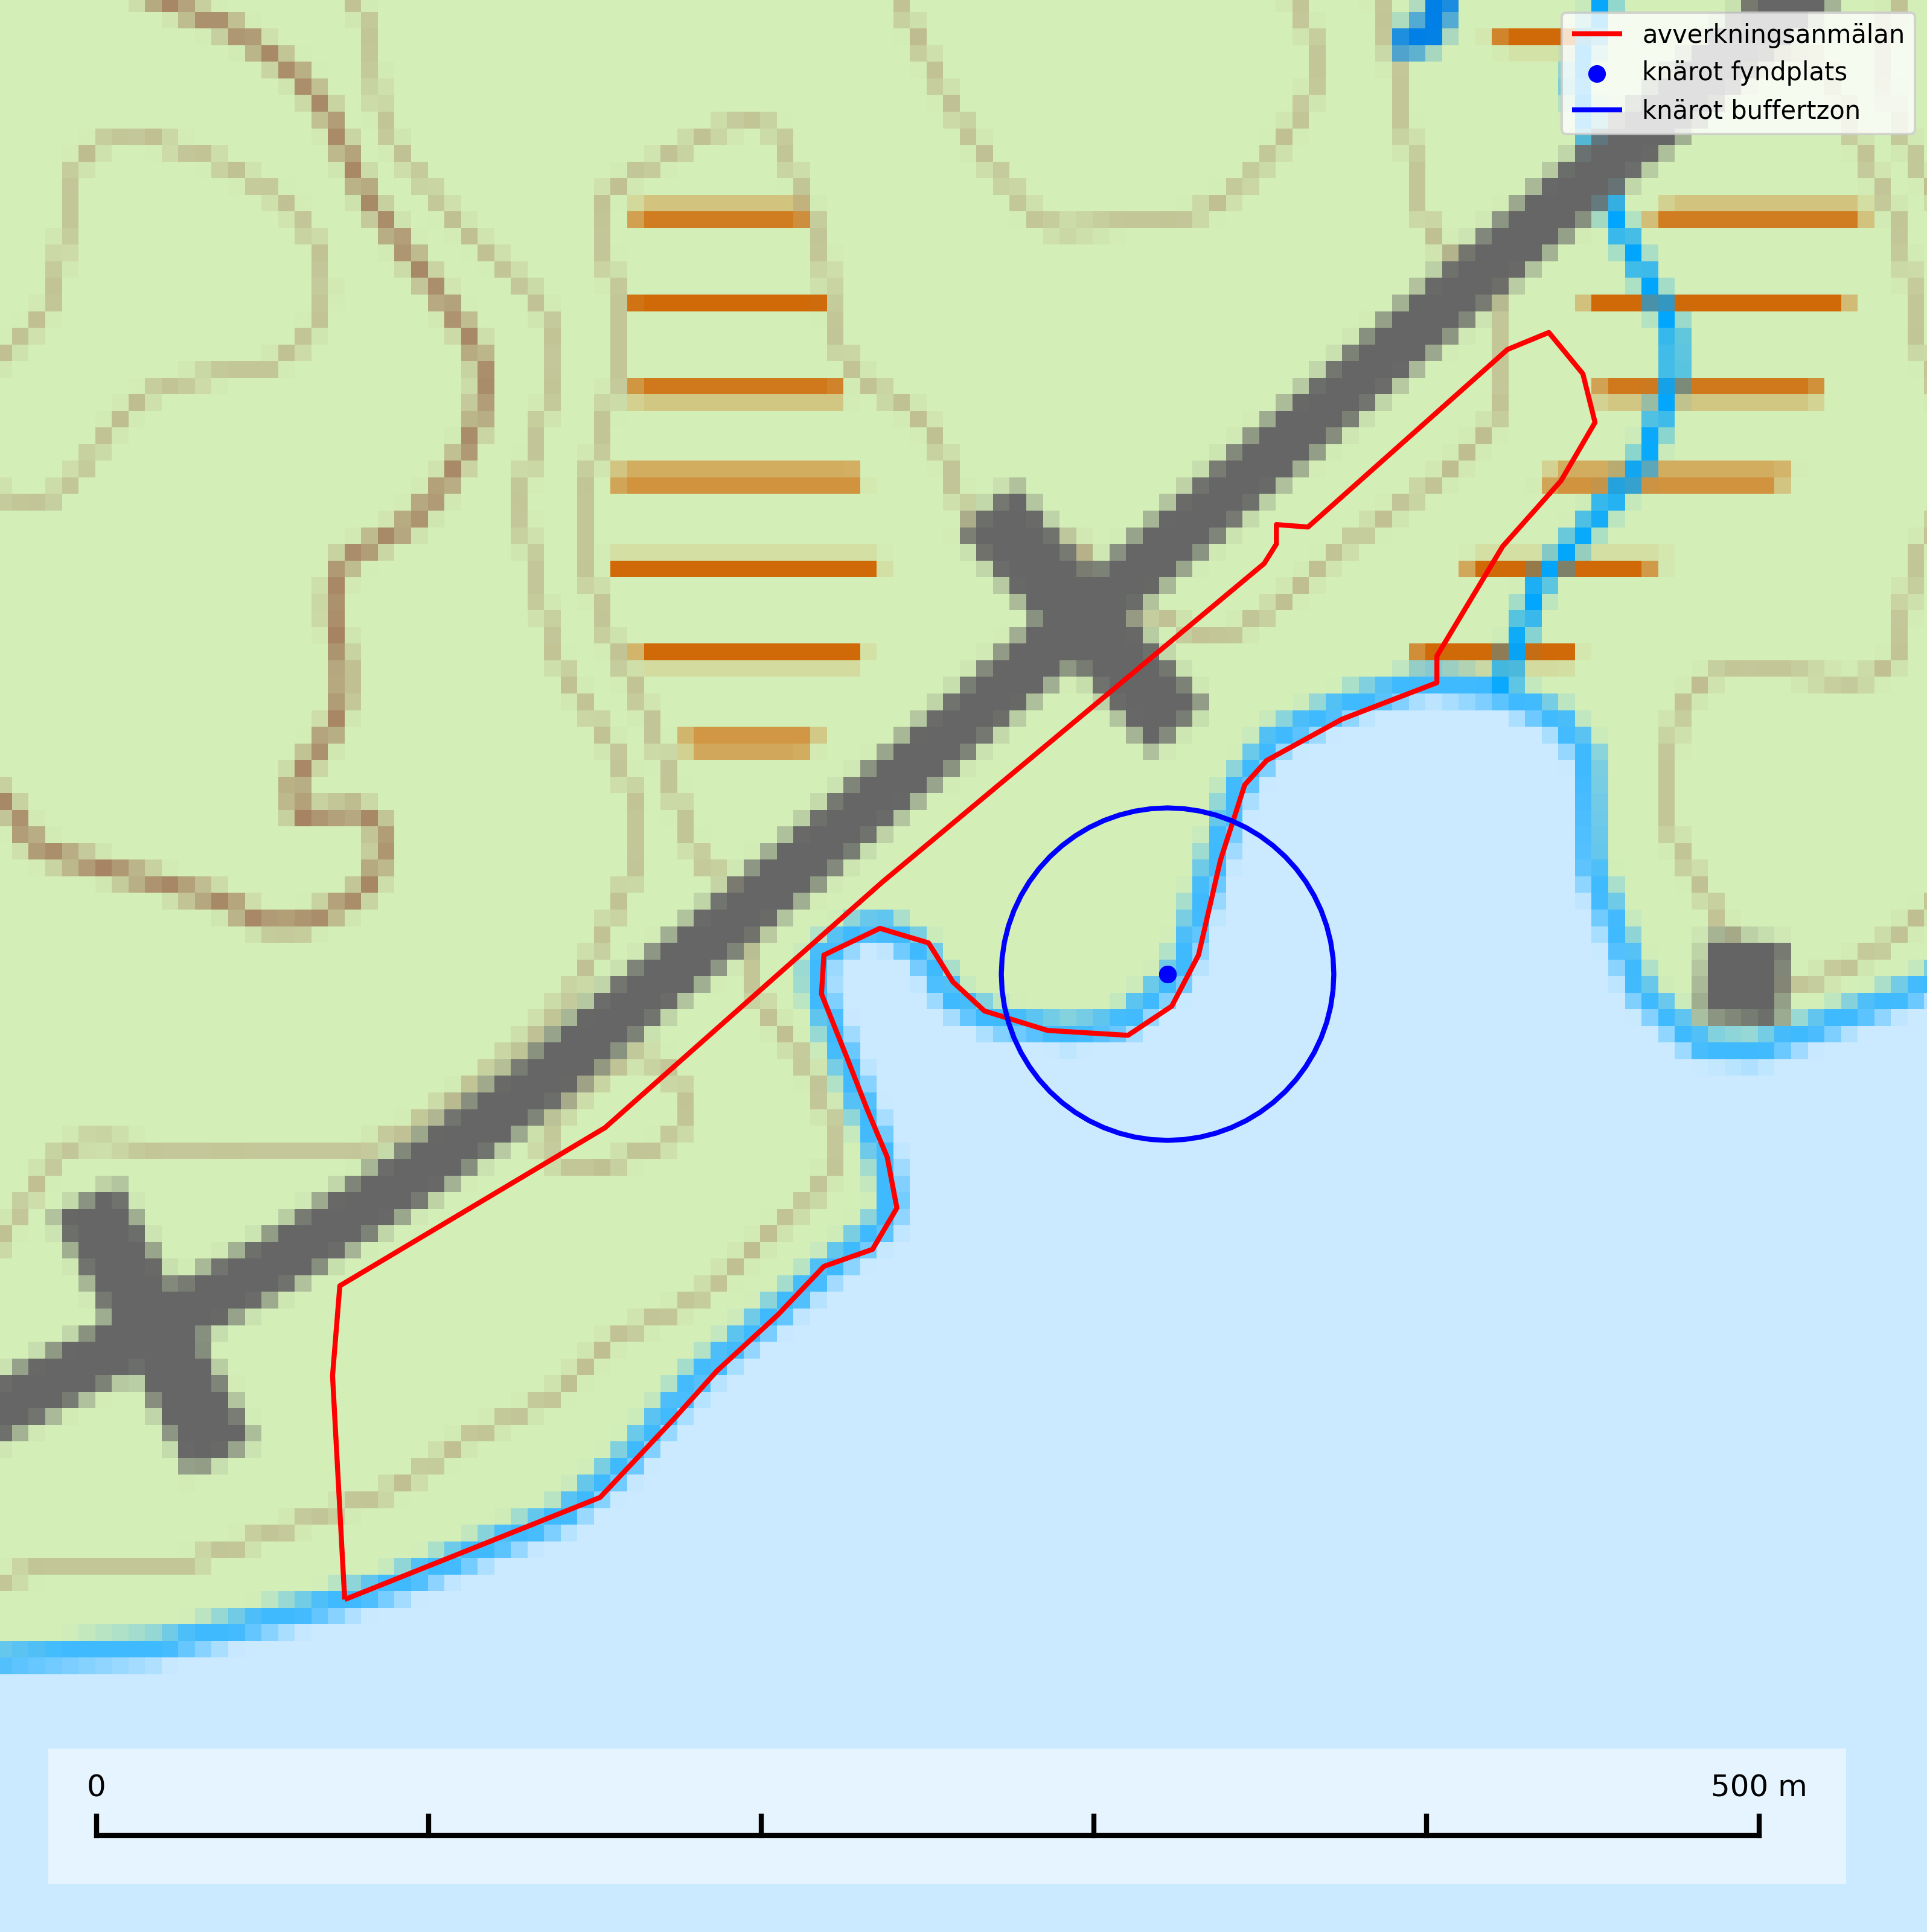 avverkningsanmälan
knärot fyndplats
knärot buffertzon
0
500 m